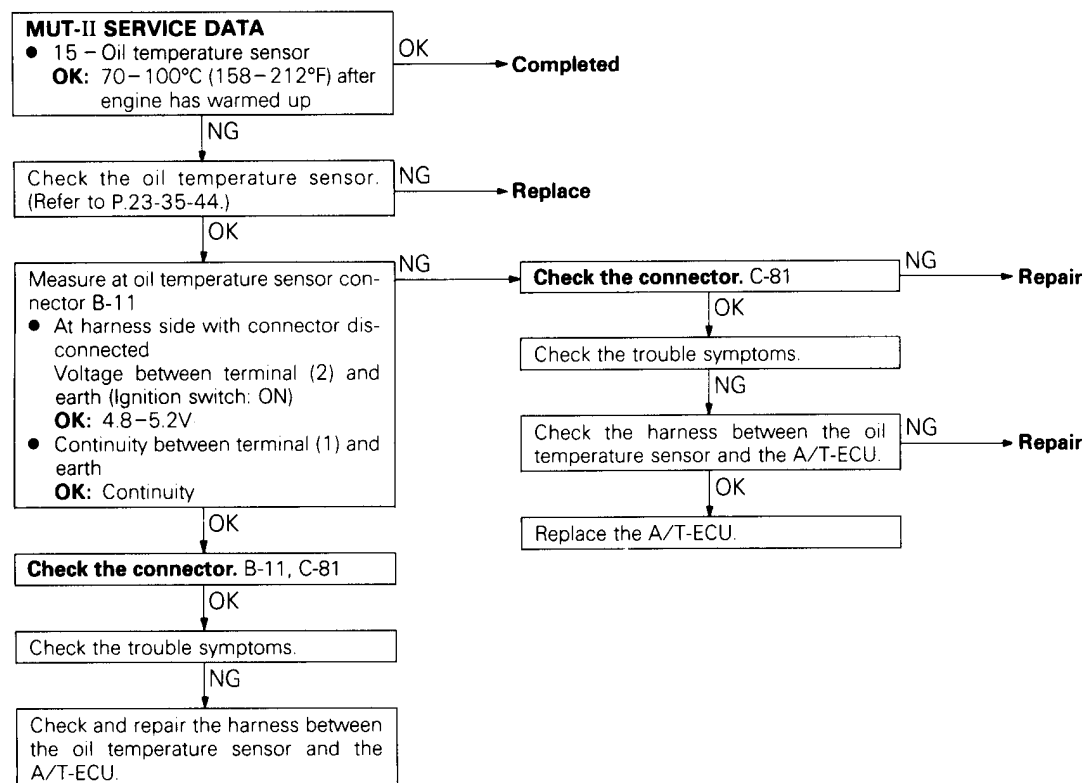 MUT-II SERVICE DATA
● 15 – Oil temperature sensor
OK: 70–100°C (158–212°F) after
engine has warmed up
OK
Completed
NG
Check the oil temperature sensor.
(Refer to P.23-35-44.)
NG
Replace
OK
Measure at oil temperature sensor con-
nector B-11
● At harness side with connector dis-
connected
Voltage between terminal (2) and
earth (Ignition switch: ON)
OK: 4.8–5.2V
● Continuity between terminal (1) and
earth
OK: Continuity
NG
Check the connector. C-81
NG
Repair
OK
Check the trouble symptoms.
NG
Check the harness between the oil
temperature sensor and the A/T-ECU.
NG
Repair
OK
Replace the A/T-ECU.
OK
Check the connector. B-11, C-81
OK
Check the trouble symptoms.
NG
Check and repair the harness between
the oil temperature sensor and the
A/T-ECU.